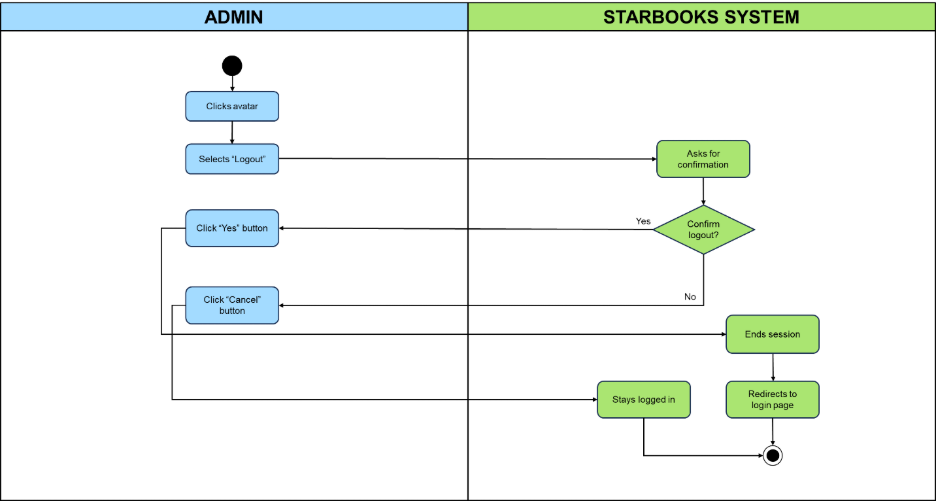 ADMIN
STARBOOKS SYSTEM
Clicks avatar
Selects “Logout”
Asks for
confirmation
Click “Yes” button
Yes
Confirm
logout?
Click “Cancel”
button
No
Ends session
Stays logged in
Redirects to
login page